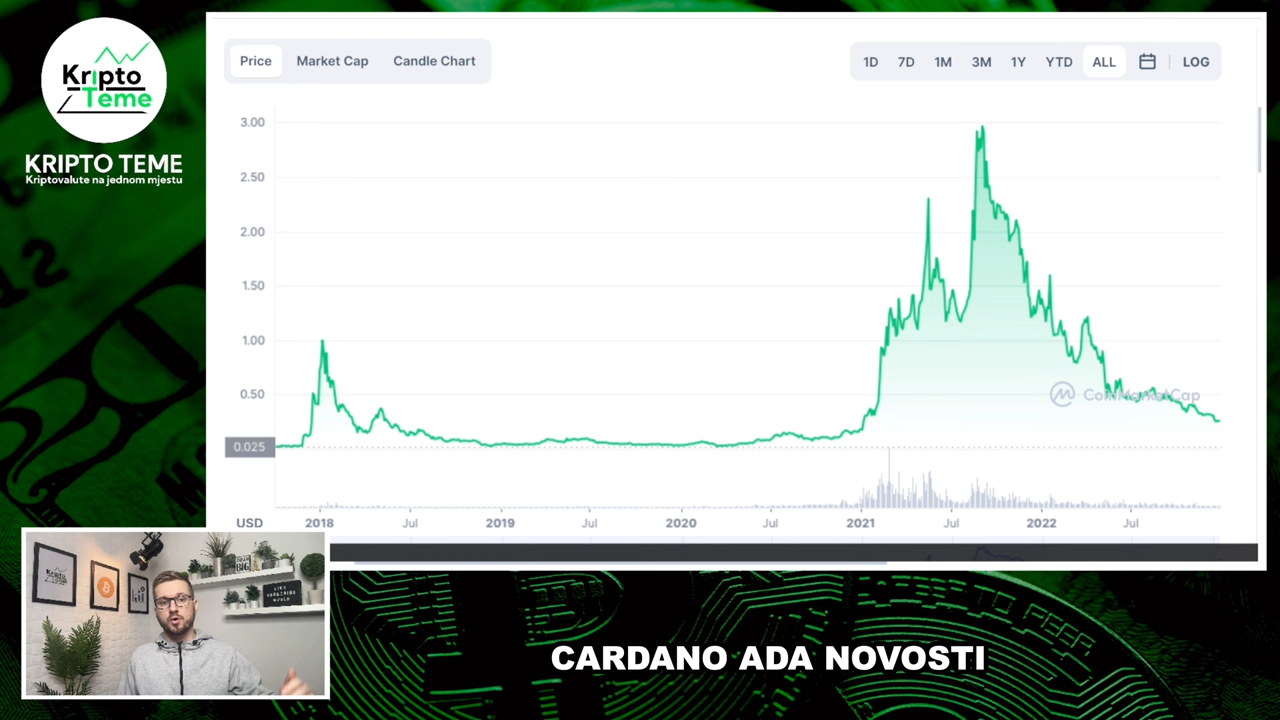 Kripto
Teme
KRIPTO TEME
Kriptovalute na jednom mjestu
Price Market Cap Candle Chart
1D 7D 1M 3M 1Y YTD ALL LOG
3.00
2.50
2.00
1.50
1.00
0.50
CoinMarketCap
0.025
USD 2018 Jul 2019 Jul 2020 Jul 2021 Jul 2022 Jul
CARDANO ADA NOVOSTI